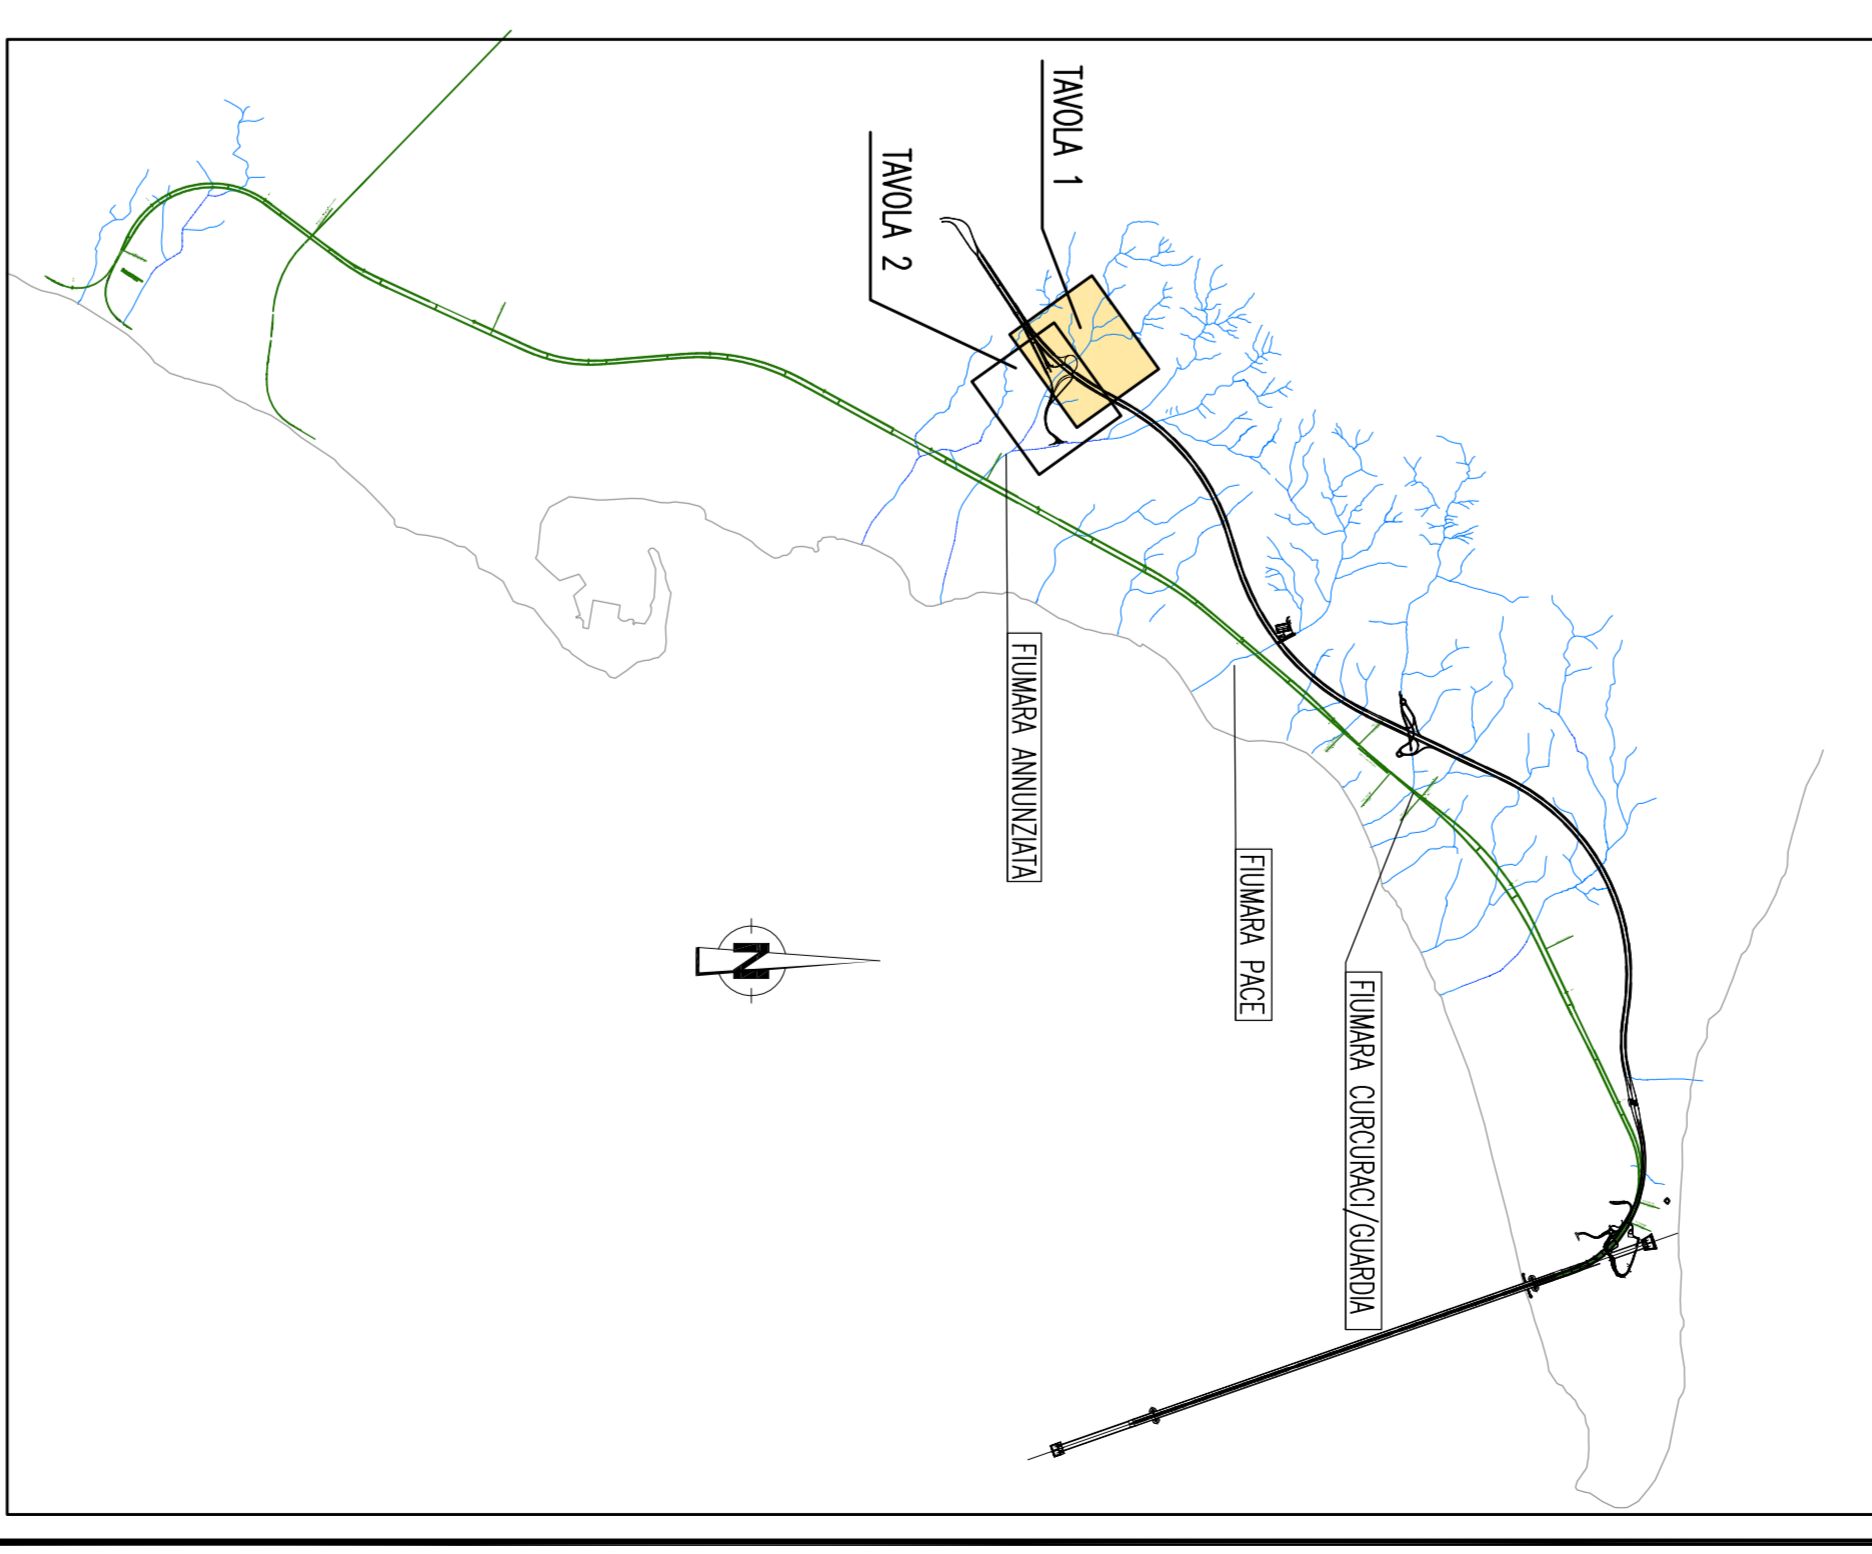 TAVOLA 1
TAVOLA 2
FIUMARA ANNUNZIATA
FIUMARA PACE
FIUMARA CURCURACI/GUARDIA
N